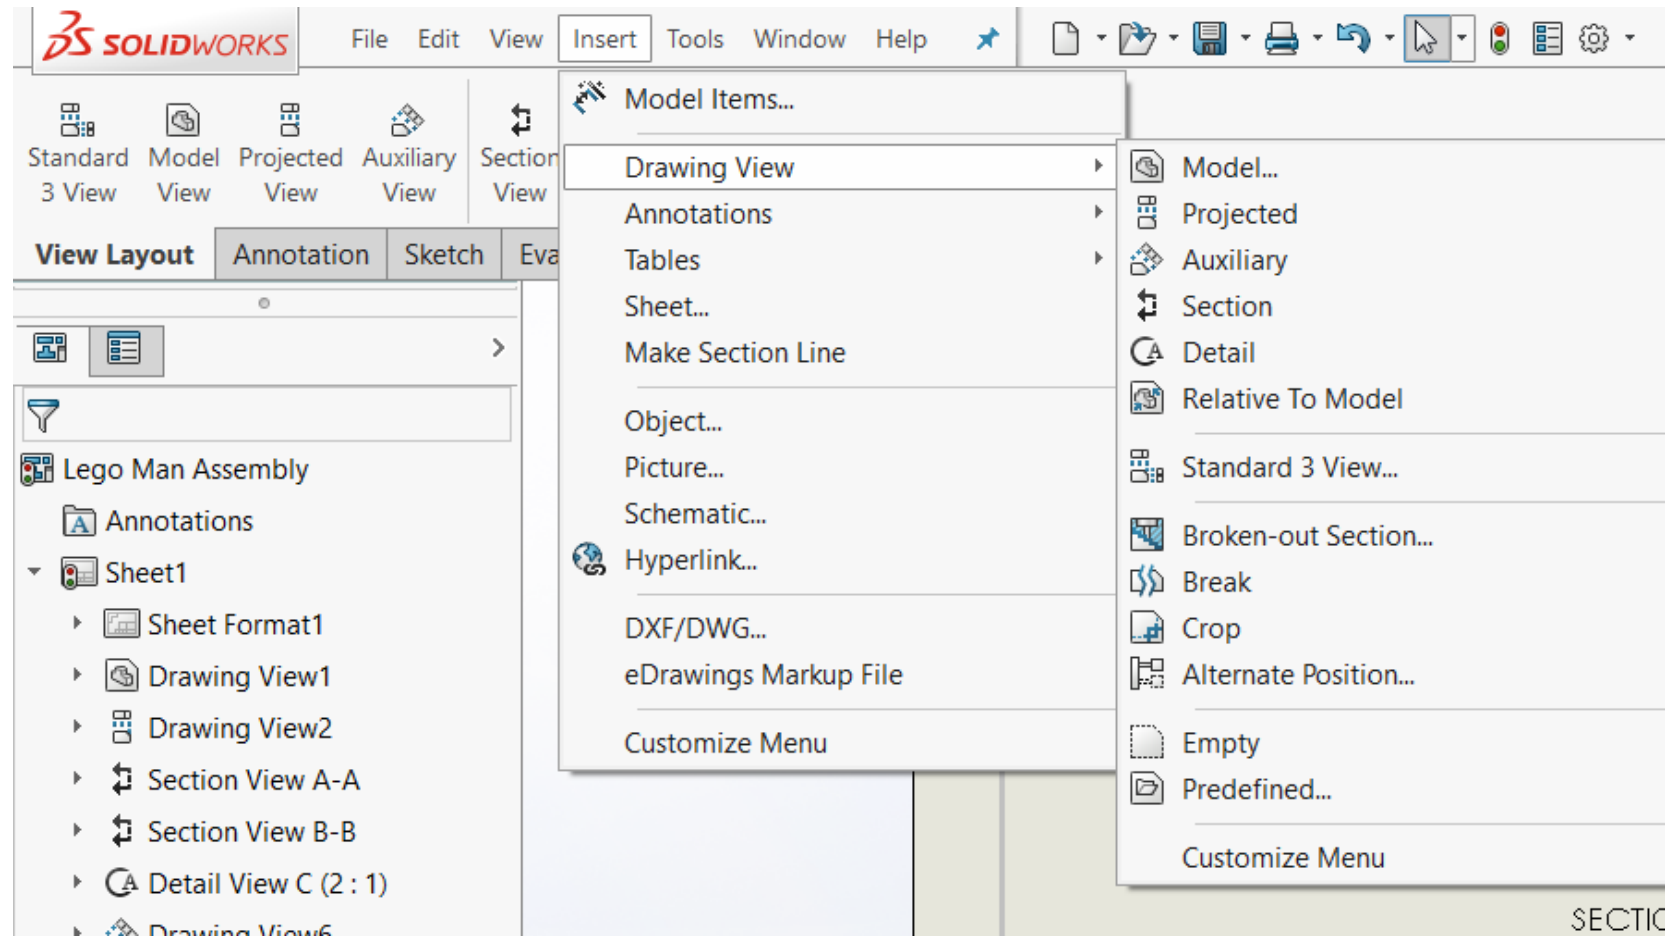 SOLIDWORKS File Edit View Insert Tools Window Help
Standard 3 View
Model View
Projected View
Auxiliary View
Section View
View Layout Annotation Sketch Eva
Lego Man Assembly
Annotations
Sheet1
Sheet Format1
Drawing View1
Drawing View2
Section View A-A
Section View B-B
Detail View C (2 : 1)
Drawing View6
Model Items...
Drawing View
Annotations
Tables
Sheet...
Make Section Line
Object...
Picture...
Schematic...
Hyperlink...
DXF/DWG...
eDrawings Markup File
Customize Menu
Model...
Projected
Auxiliary
Section
Detail
Relative To Model
Standard 3 View...
Broken-out Section...
Break
Crop
Alternate Position...
Empty
Predefined...
Customize Menu
SECTIO